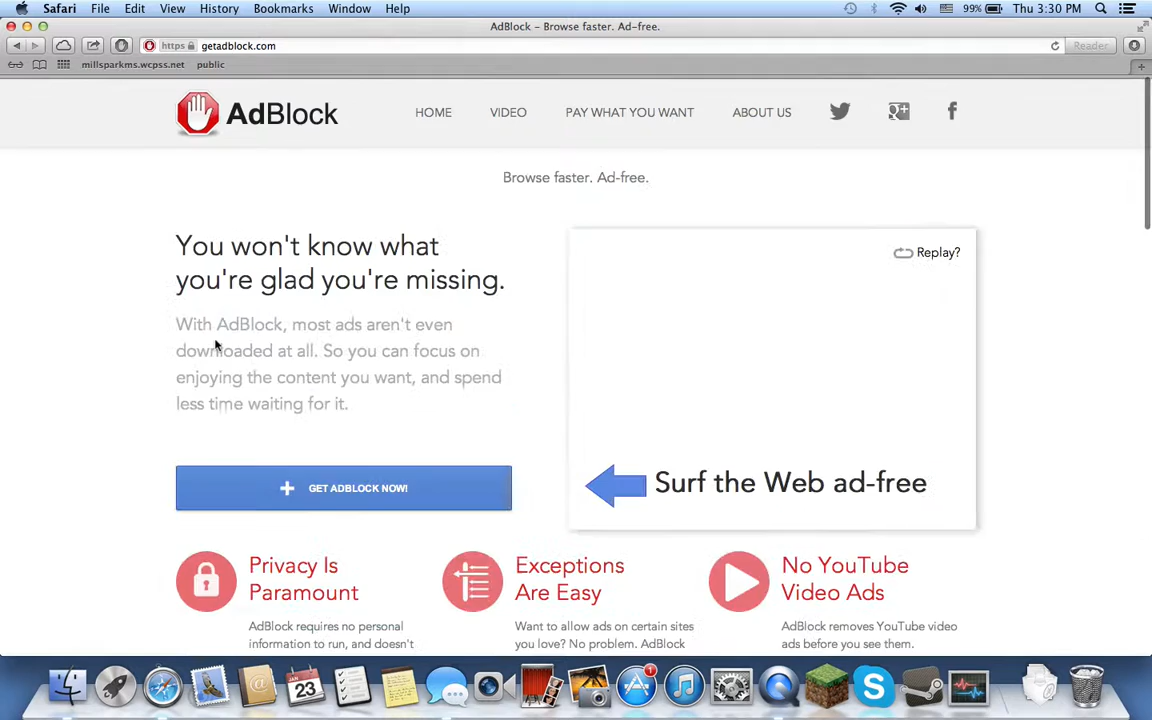 Safari File Edit View History Bookmarks Window Help 99% Thu 3:30 PM
AdBlock – Browse faster. Ad-free.
https getadblock.com Reader
millsparkms.wcpss.net public
AdBlock HOME VIDEO PAY WHAT YOU WANT ABOUT US
Browse faster. Ad-free.
You won't know what
you're glad you're missing.
With AdBlock, most ads aren't even
downloaded at all. So you can focus on
enjoying the content you want, and spend
less time waiting for it.
GET ADBLOCK NOW!
Replay?
Surf the Web ad-free
Privacy Is
Paramount
AdBlock requires no personal
information to run, and doesn't
Exceptions
Are Easy
Want to allow ads on certain sites
you love? No problem. AdBlock
No YouTube
Video Ads
AdBlock removes YouTube video
ads before you see them.
23
1